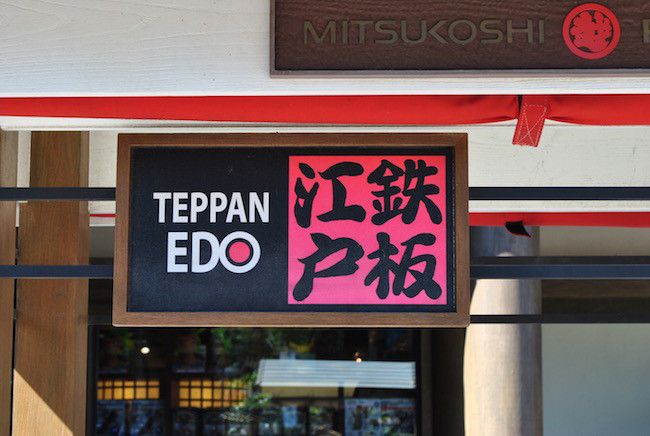 MITSUKOSHI
TEPPAN
EDO
鉄板
江戸